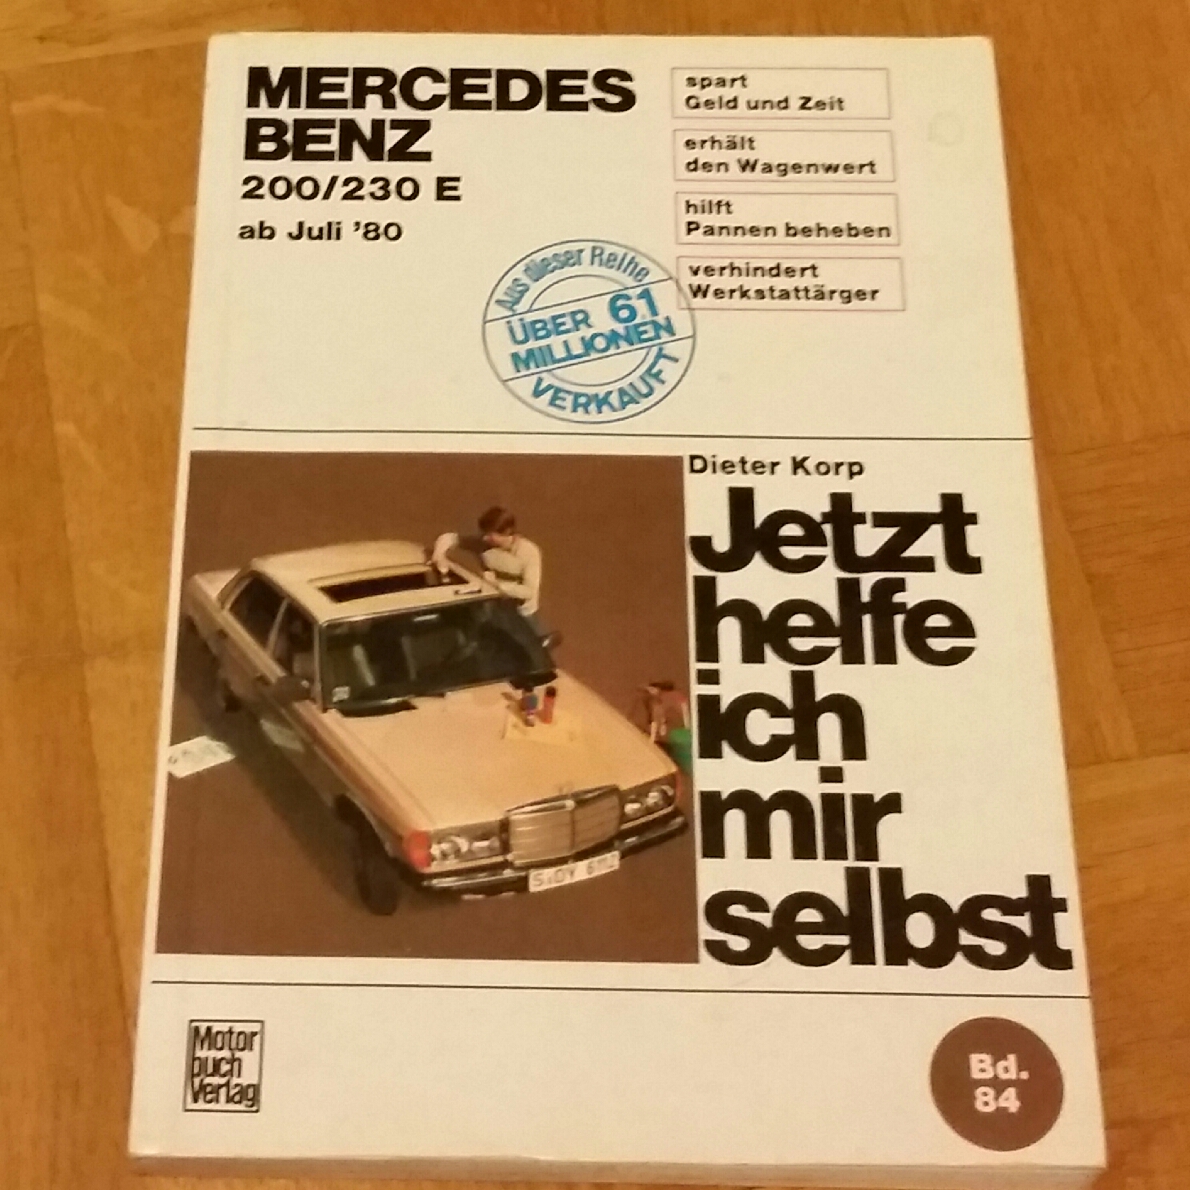 MERCEDES
BENZ
200/230 E
ab Juli '80
spart
Geld und Zeit
erhält
den Wagenwert
hilft
Pannen beheben
verhindert
Werkstattärger
Aus dieser Reihe
ÜBER 61
MILLIONEN
VERKAUFT
Dieter Korp
Jetzt
helfe
ich
mir
selbst
S:DY 6112
Motor
buch
Verlag
Bd.
84